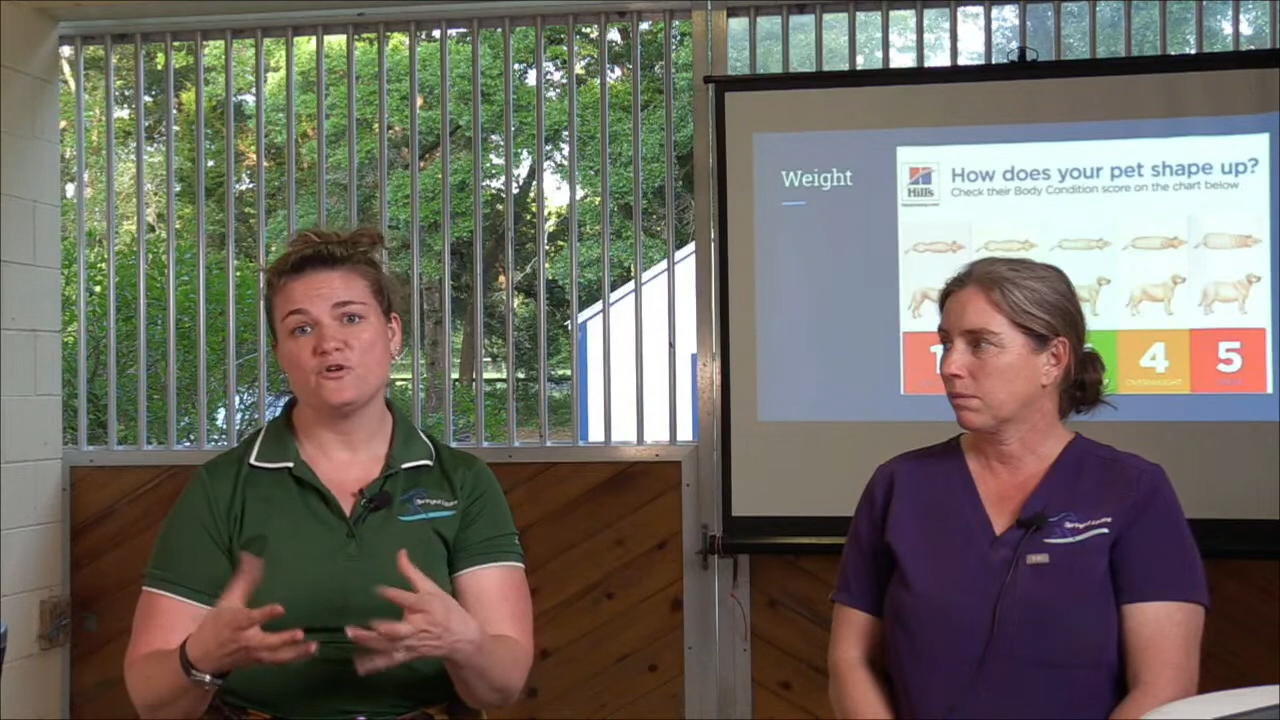 Weight
Hill's
How does your pet shape up?
Check their Body Condition score on the chart below
1
4
5
OVERWEIGHT